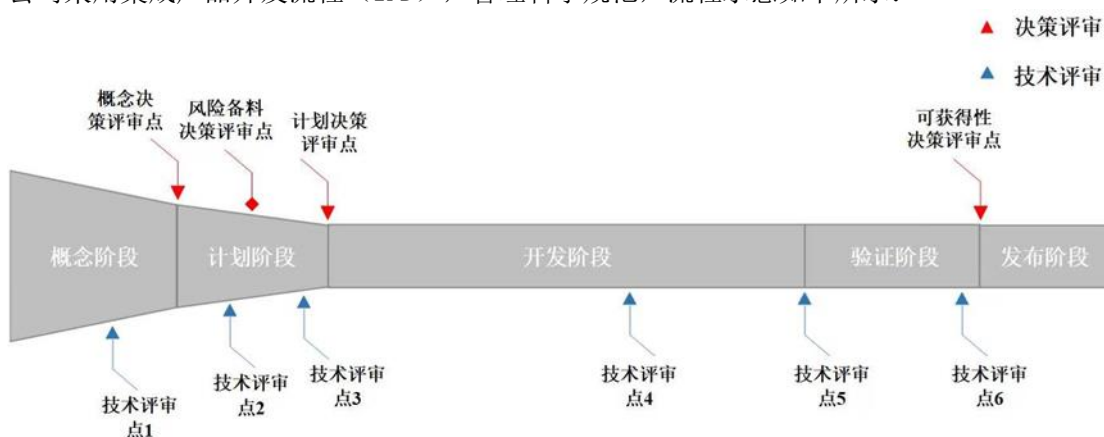 决策评审
技术评审
概念决
策评审点
风险备料
决策评审点
计划决策
评审点
可获得性
决策评审点
概念阶段
计划阶段
开发阶段
验证阶段
发布阶段
技术评审
点1
技术评审
点2
技术评审
点3
技术评审
点4
技术评审
点5
技术评审
点6